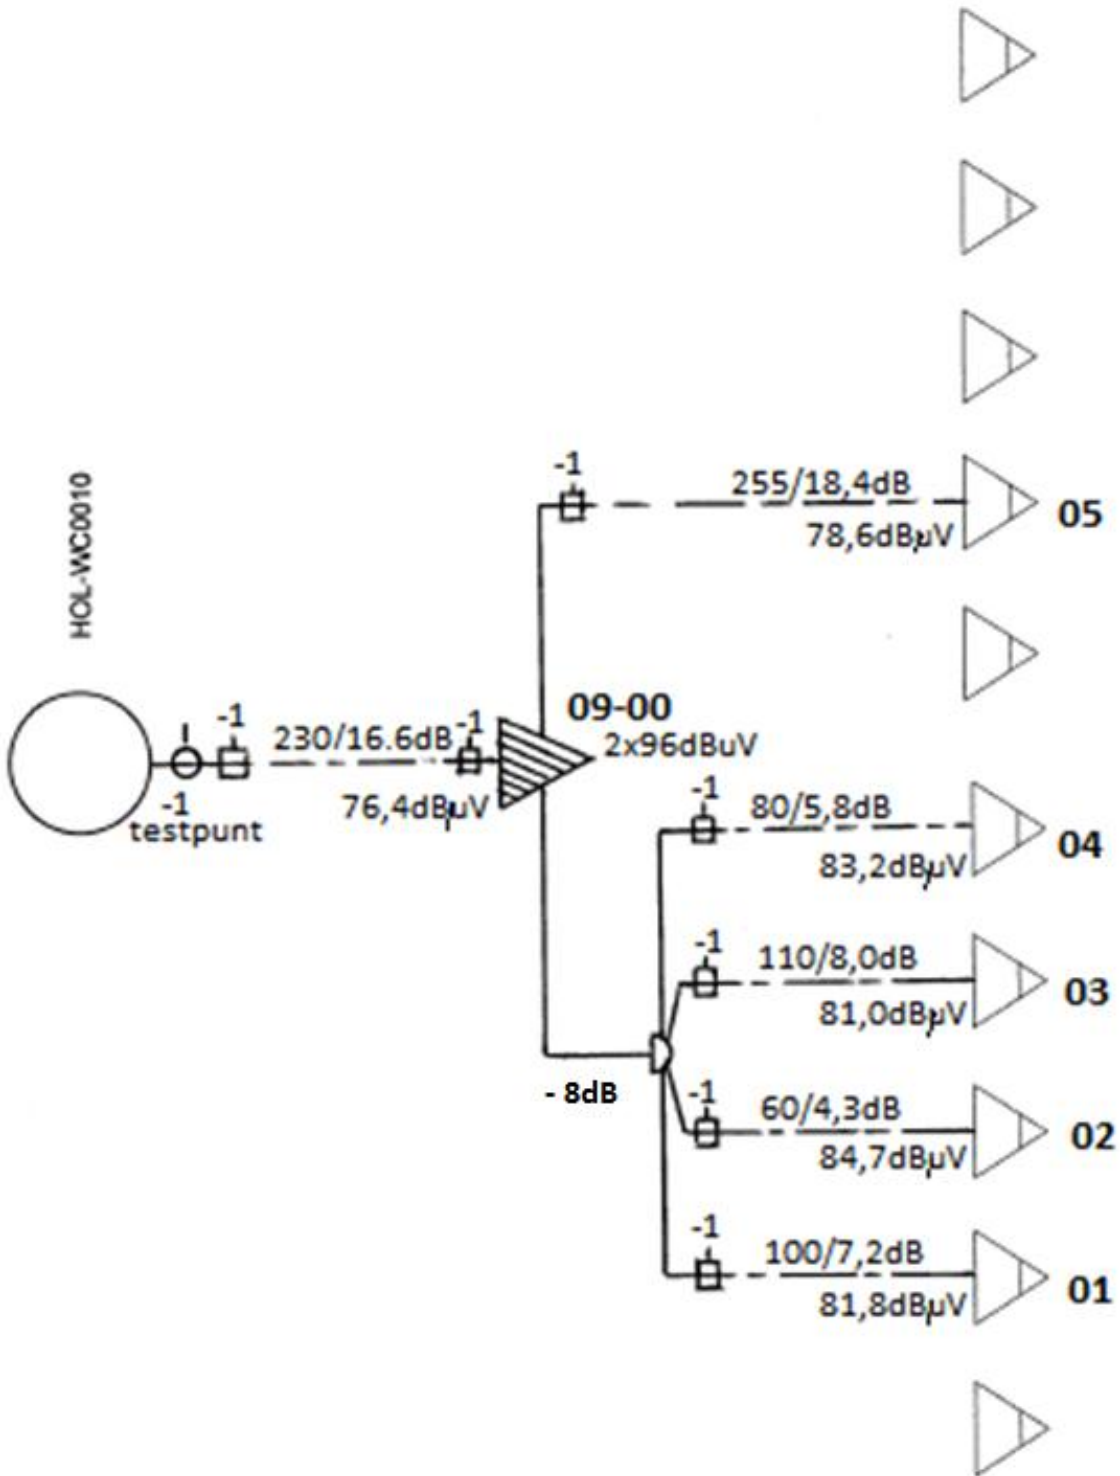 HOL-WC0010
-1
255/18,4dB
78,6dBµV
05
09-00
2x96dBuV
-1
230/16.6dB
-1
76,4dBµV
-1
testpunt
-1
80/5,8dB
83,2dBµV
04
-1
110/8,0dB
81,0dBµV
03
- 8dB
-1
60/4,3dB
84,7dBµV
02
-1
100/7,2dB
81,8dBµV
01